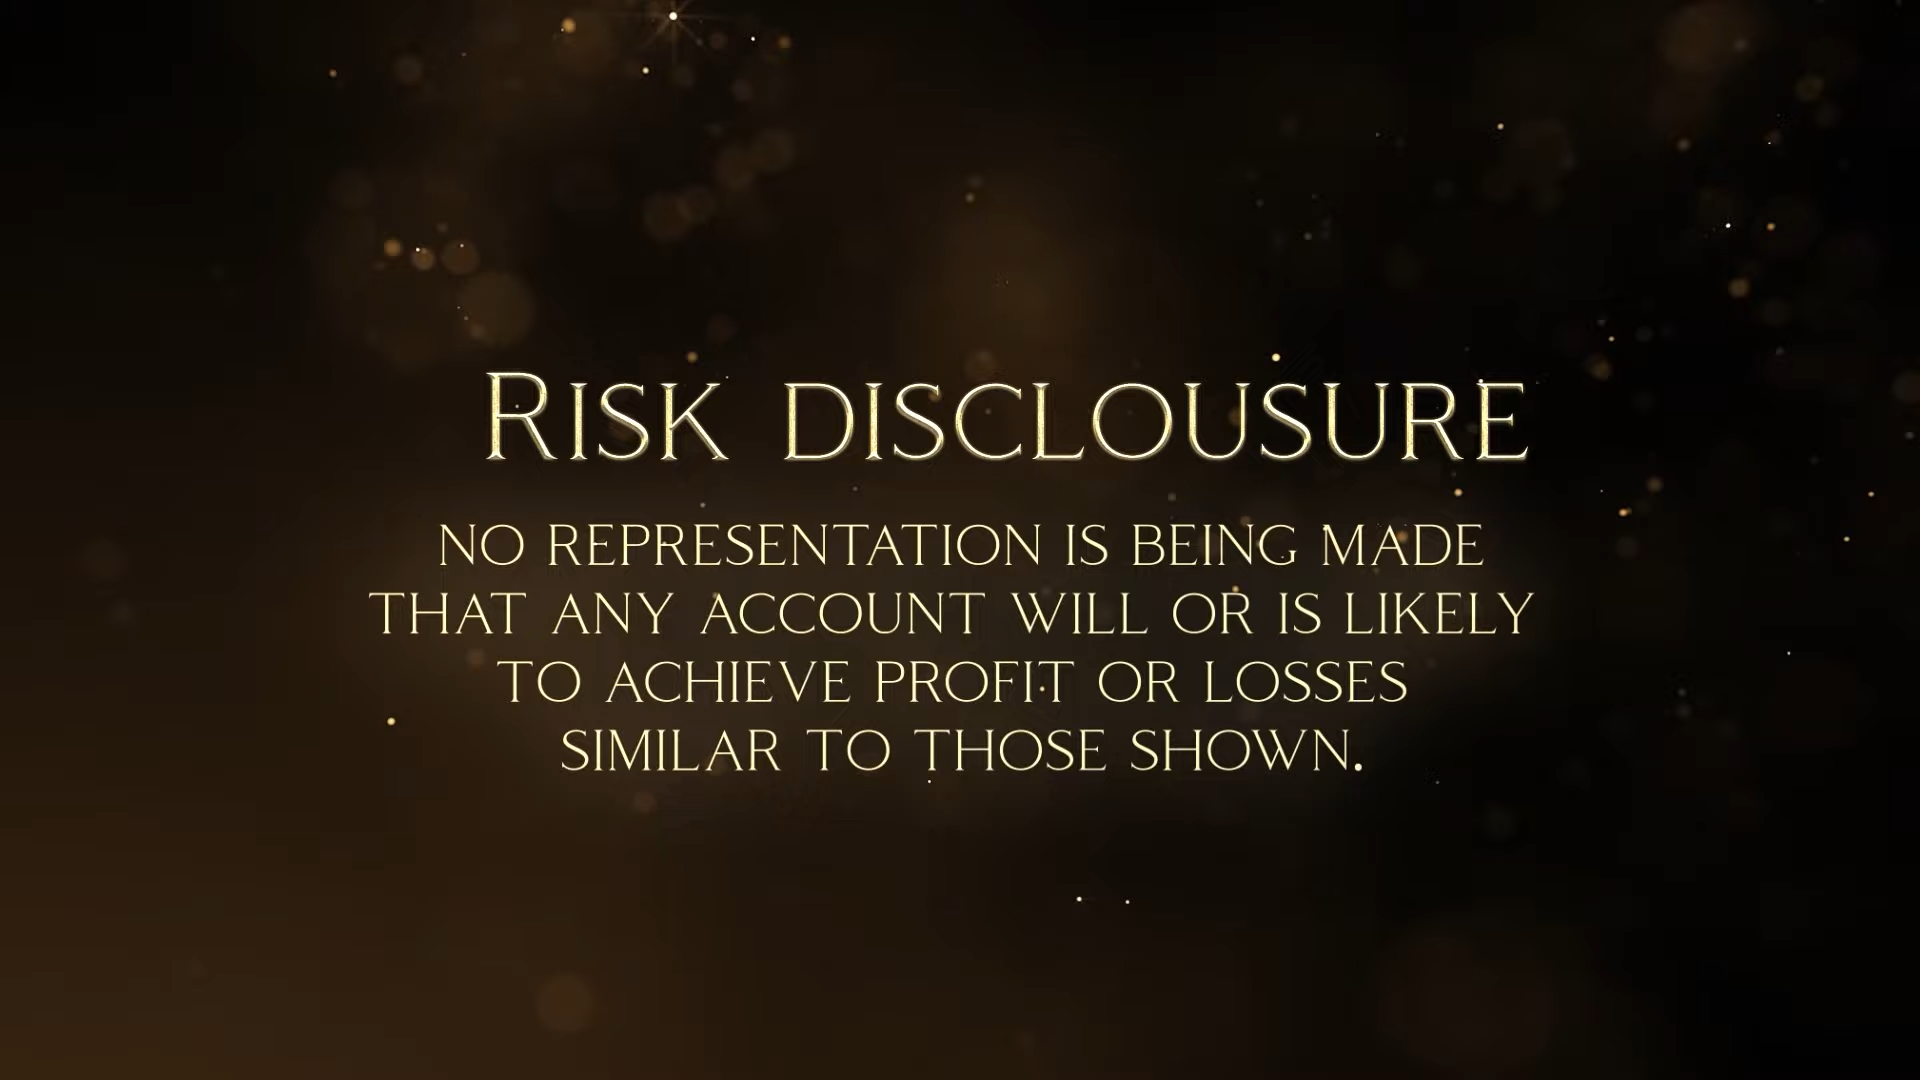 Risk disclousure
NO REPRESENTATION IS BEING MADE
THAT ANY ACCOUNT WILL OR IS LIKELY
TO ACHIEVE PROFIT OR LOSSES
SIMILAR TO THOSE SHOWN.